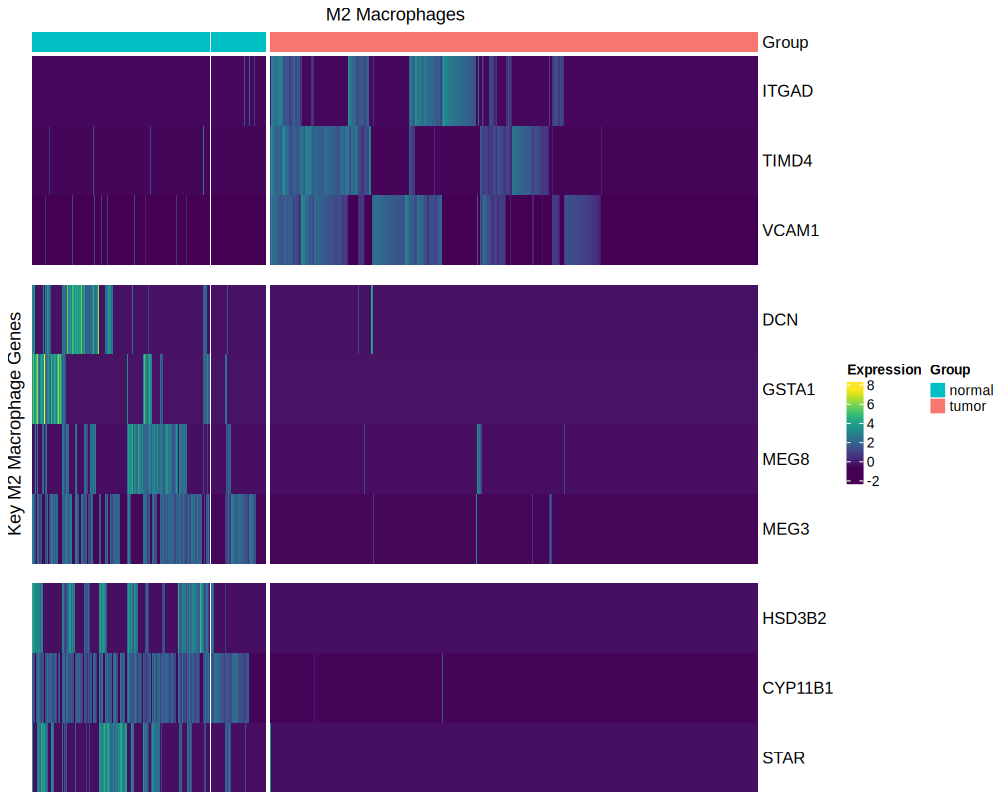 M2 Macrophages
Group
ITGAD
TIMD4
VCAM1
Key M2 Macrophage Genes
DCN
GSTA1
MEG8
MEG3
HSD3B2
CYP11B1
STAR
Expression
8
6
4
2
0
-2
Group
normal
tumor